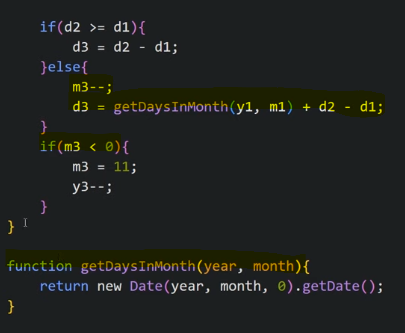 if(d2 >= d1){
d3 = d2 - d1;
}else{
m3--;
d3 = getDaysInMonth(y1, m1) + d2 - d1;
}
if(m3 < 0){
m3 = 11;
y3--;
}
}
function getDaysInMonth(year, month){
return new Date(year, month, 0).getDate();
}